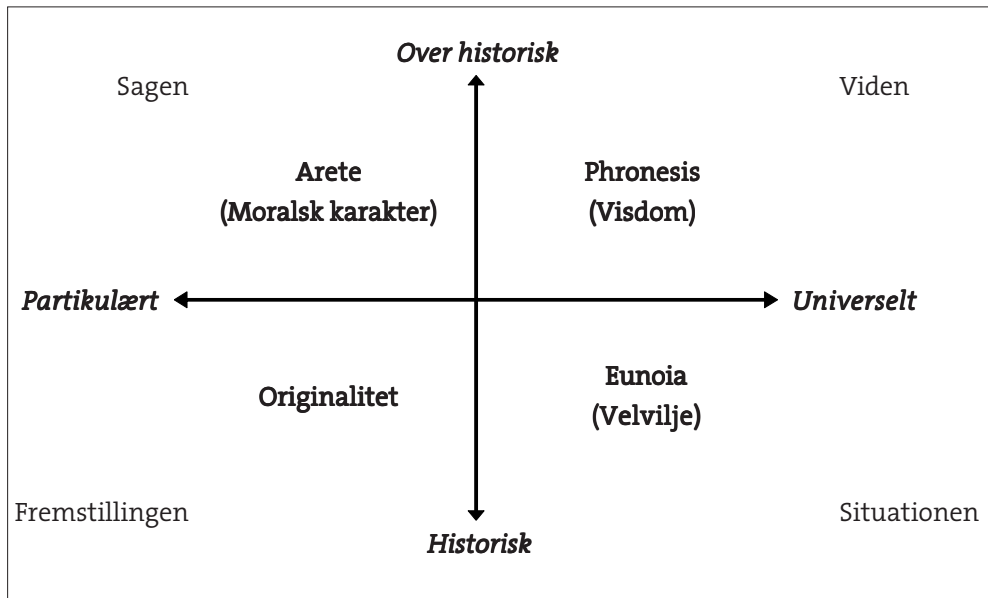 Over historisk
Sagen
Viden
Arete
(Moralsk karakter)
Phronesis
(Visdom)
Partikulært
Universelt
Originalitet
Eunoia
(Velvilje)
Fremstillingen
Situationen
Historisk